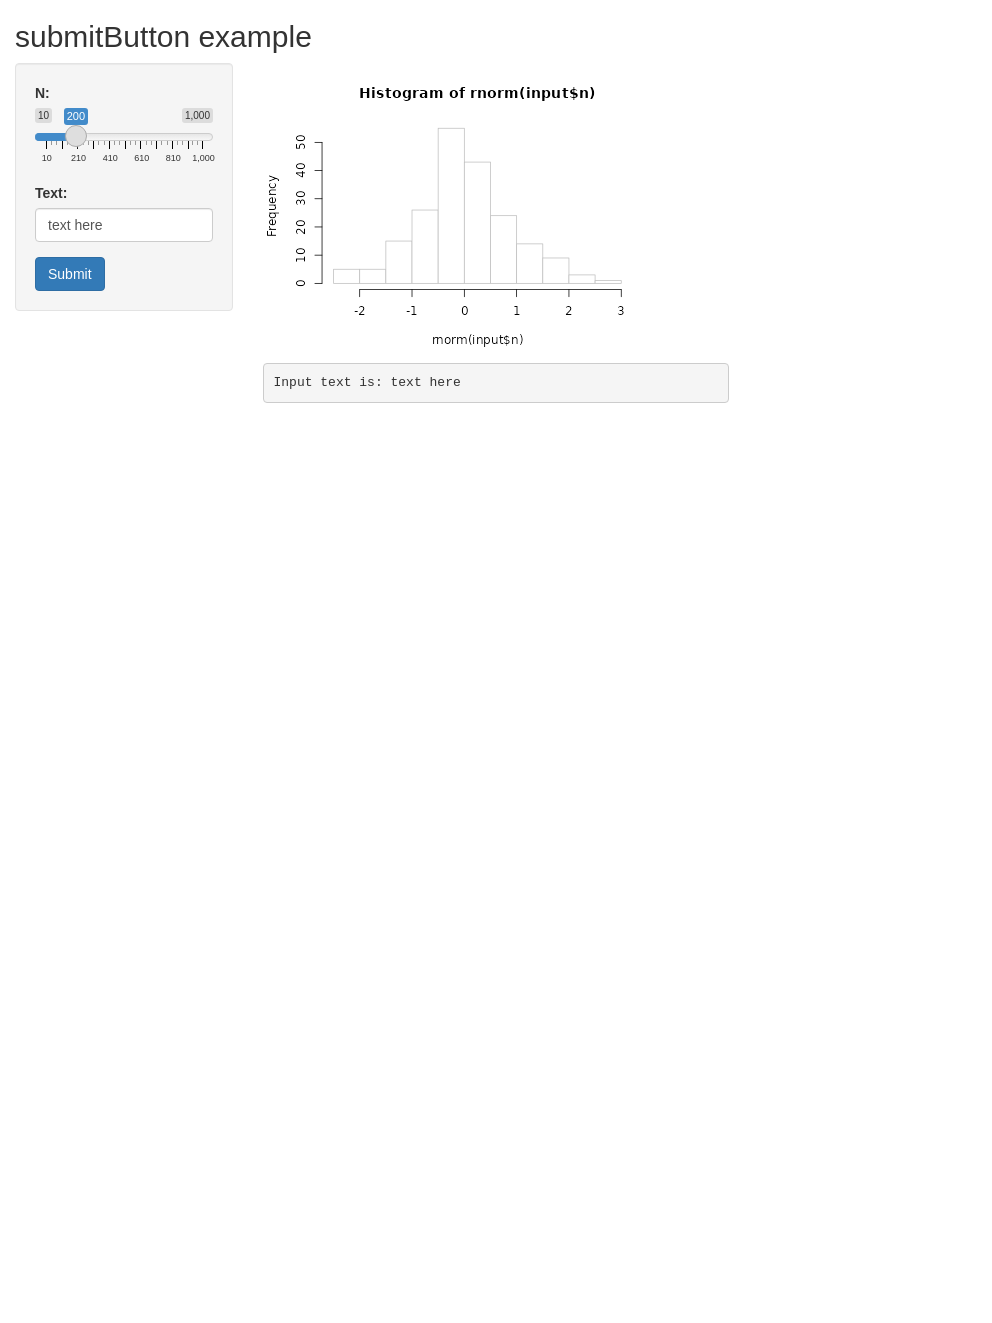 submitButton example
N:
10 200 1,000
10 210 410 610 810 1,000
Text:
text here
Submit
Histogram of rnorm(input$n)
Frequency
50
40
30
20
10
0
-2 -1 0 1 2 3
rnorm(input$n)
Input text is: text here